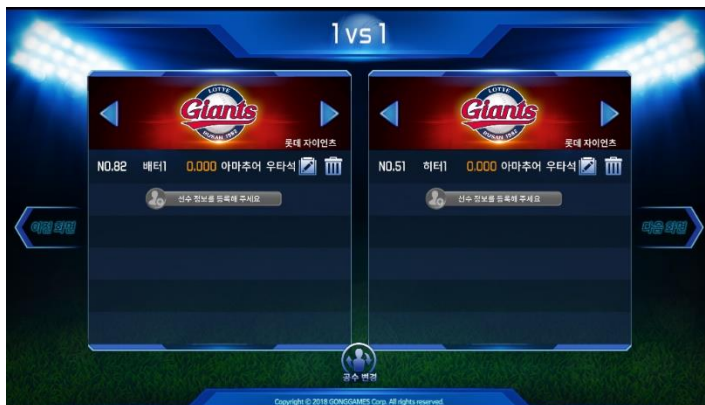 1 vs 1
LOTTE
Giants
BUSAN 1982
롯데 자이언츠
NO.82 배터1 0.000 아마추어 우타석
선수 정보를 등록해 주세요
LOTTE
Giants
BUSAN 1982
롯데 자이언츠
NO.51 히터1 0.000 아마추어 우타석
선수 정보를 등록해 주세요
이전 화면
다음 화면
공수 변경
Copyright © 2018 GONGGAMES Corp. All rights reserved.